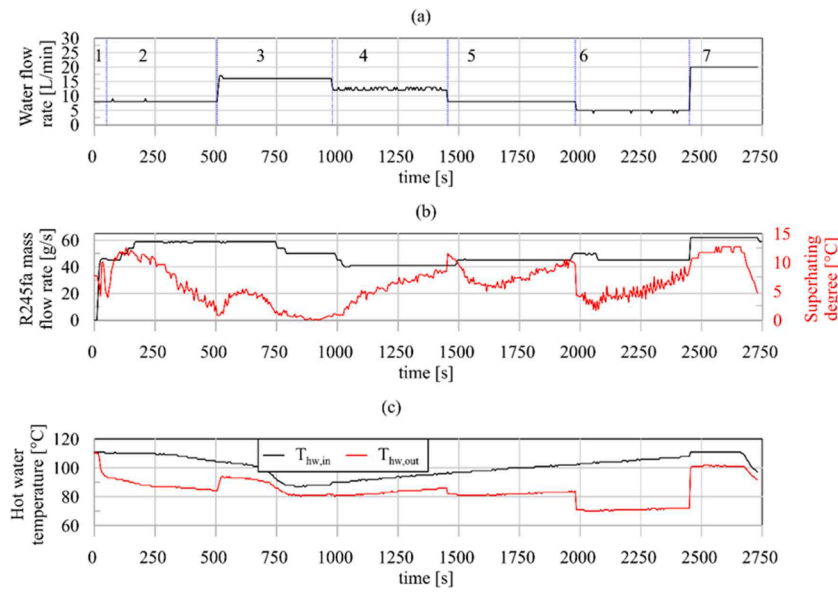 (a)
Water flow
rate [L/min]
30
25
20
15
10
5
0
1 2 3 4 5 6 7
0 250 500 750 1000 1250 1500 1750 2000 2250 2500 2750
time [s]
(b)
R245fa mass
flow rate [g/s]
60
40
20
0
15
10
5
0
Superhating
degree [°C]
0 250 500 750 1000 1250 1500 1750 2000 2250 2500 2750
time [s]
(c)
Hot water
temperature [°C]
120
100
80
60
T_hw,in T_hw,out
0 250 500 750 1000 1250 1500 1750 2000 2250 2500 2750
time [s]